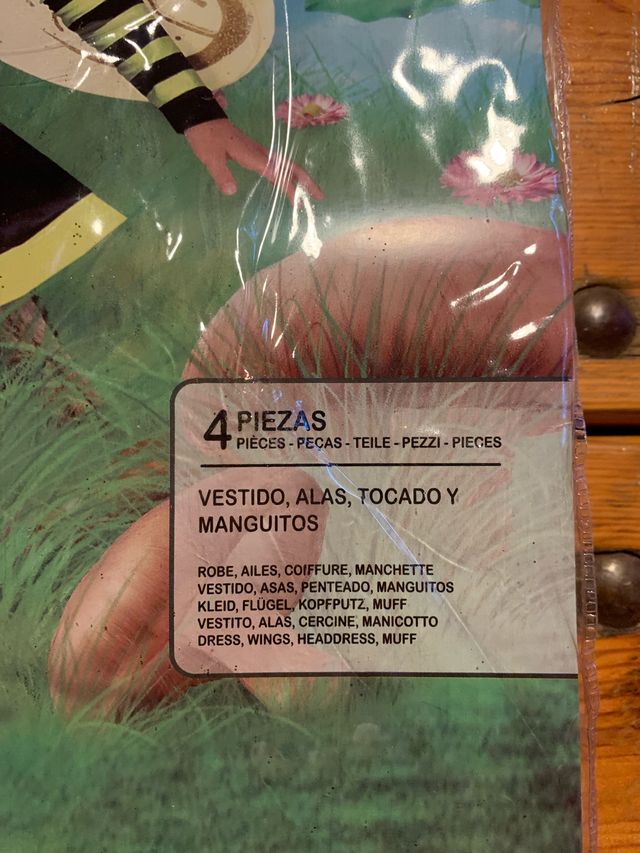 4 PIEZAS
PIÈCES - PEÇAS - TEILE - PEZZI - PIECES
VESTIDO, ALAS, TOCADO Y
MANGUITOS
ROBE, AILES, COIFFURE, MANCHETTE
VESTIDO, ASAS, PENTEADO, MANGUITOS
KLEID, FLÜGEL, KOPFPUTZ, MUFF
VESTITO, ALAS, CERCINE, MANICOTTO
DRESS, WINGS, HEADDRESS, MUFF